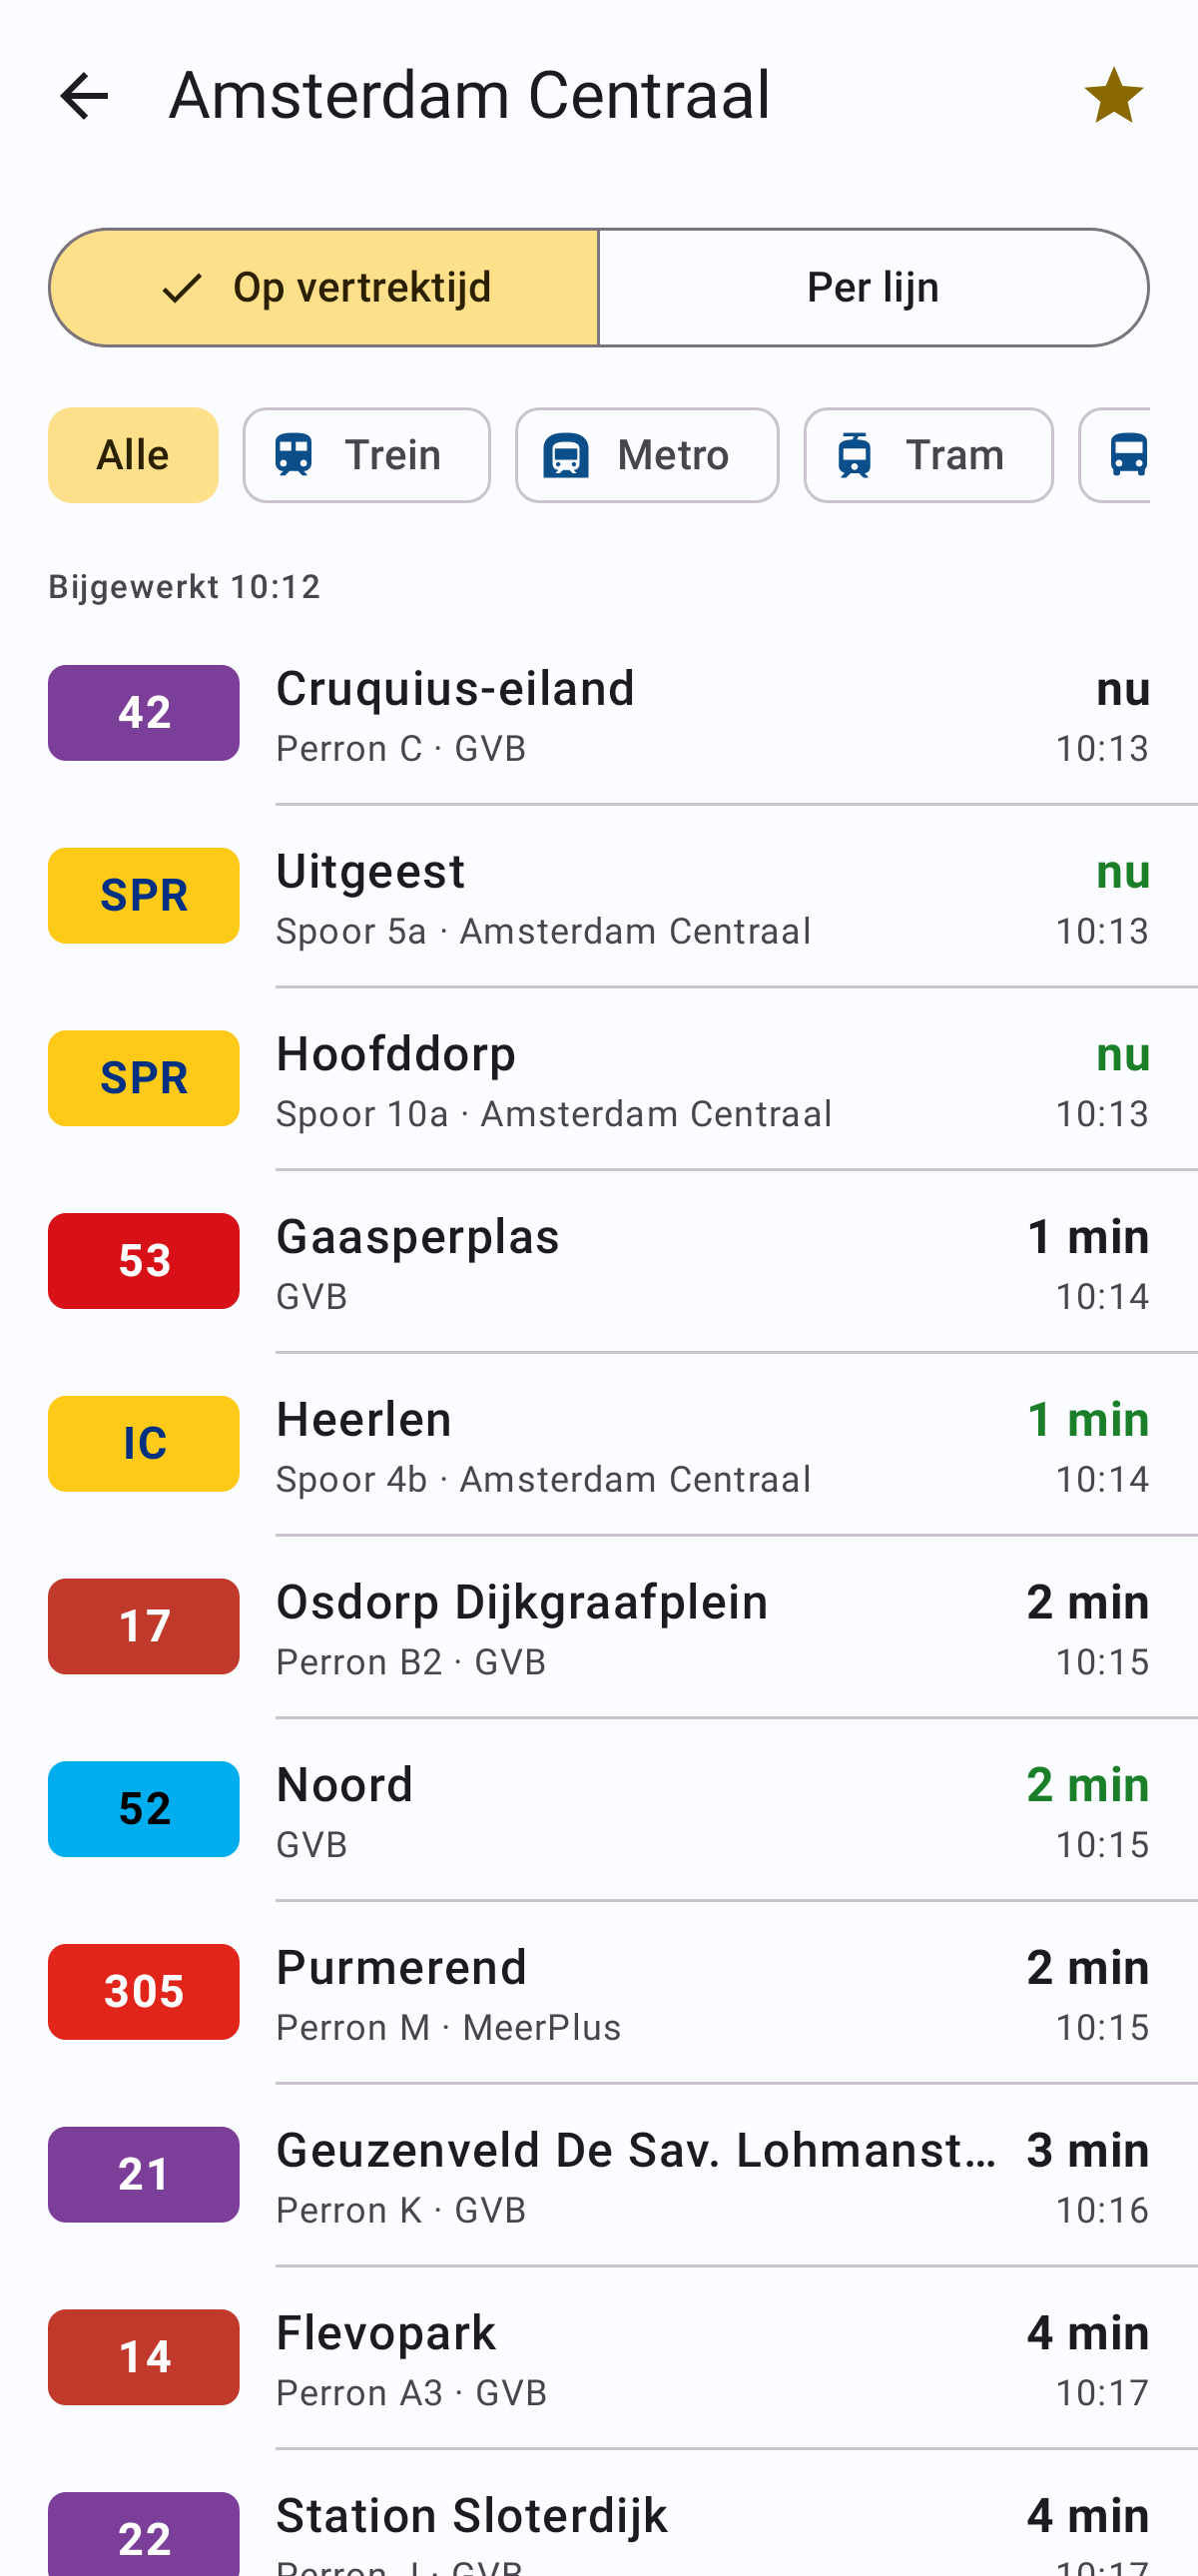 Amsterdam Centraal
Op vertrektijd
Per lijn
Alle
Trein
Metro
Tram
Bijgewerkt 10:12
42
Cruquius-eiland
nu
Perron C · GVB
10:13
SPR
Uitgeest
nu
Spoor 5a · Amsterdam Centraal
10:13
SPR
Hoofddorp
nu
Spoor 10a · Amsterdam Centraal
10:13
53
Gaasperplas
1 min
GVB
10:14
IC
Heerlen
1 min
Spoor 4b · Amsterdam Centraal
10:14
17
Osdorp Dijkgraafplein
2 min
Perron B2 · GVB
10:15
52
Noord
2 min
GVB
10:15
305
Purmerend
2 min
Perron M · MeerPlus
10:15
21
Geuzenveld De Sav. Lohmanst...
3 min
Perron K · GVB
10:16
14
Flevopark
4 min
Perron A3 · GVB
10:17
22
Station Sloterdijk
4 min
Perron J · GVB
10:17